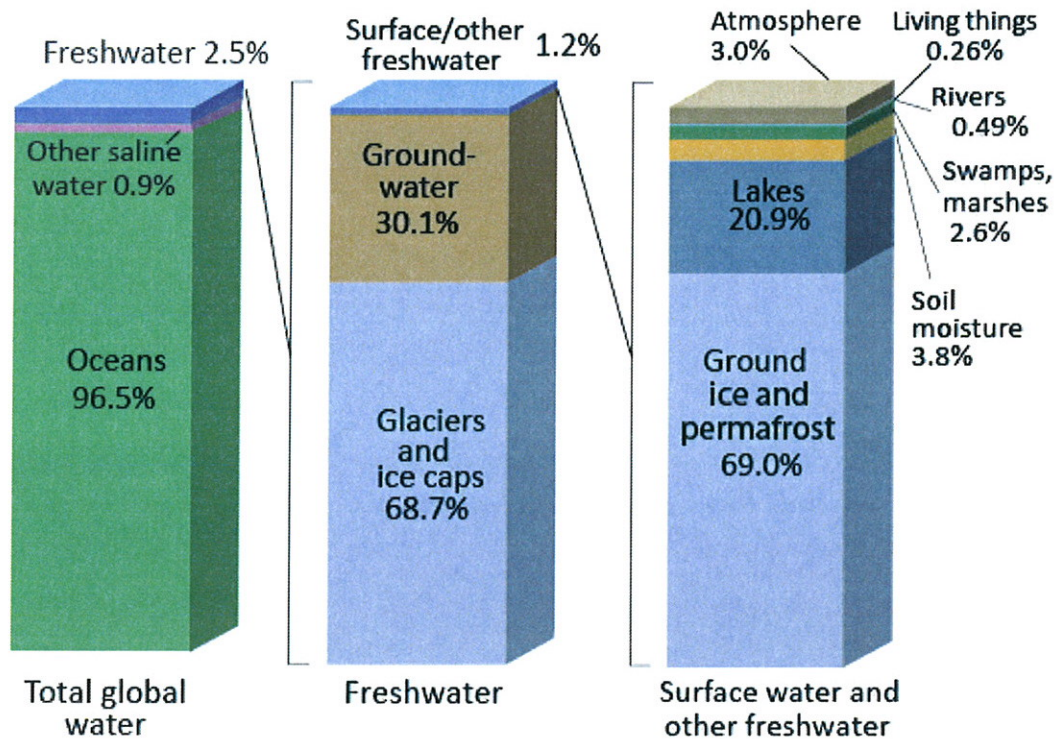 Freshwater 2.5%
Other saline
water 0.9%
Oceans
96.5%
Total global
water
Surface/other
freshwater
1.2%
Ground-
water
30.1%
Glaciers
and
ice caps
68.7%
Freshwater
Atmosphere
3.0%
Living things
0.26%
Rivers
0.49%
Swamps,
marshes
2.6%
Soil
moisture
3.8%
Lakes
20.9%
Ground
ice and
permafrost
69.0%
Surface water and
other freshwater